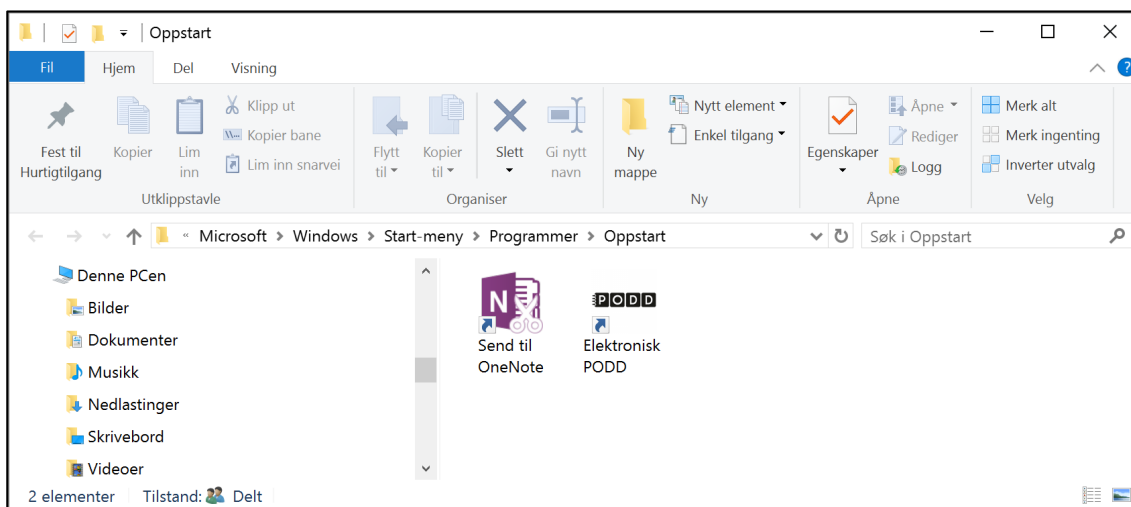 Oppstart
Fil Hjem Del Visning
Fest til Hurtigtilgang
Kopier
Lim inn
Klipp ut
Kopier bane
Lim inn snarvei
Utklippstavle
Flytt til
Kopier til
Slett
Gi nytt navn
Organiser
Ny mappe
Nytt element
Enkel tilgang
Ny
Egenskaper
Åpne
Rediger
Logg
Åpne
Merk alt
Merk ingenting
Inverter utvalg
Velg
« Microsoft > Windows > Start-meny > Programmer > Oppstart
Søk i Oppstart
Denne PCen
Bilder
Dokumenter
Musikk
Nedlastinger
Skrivebord
Videoer
N
Send til
OneNote
PODD
Elektronisk
PODD
2 elementer Tilstand: Delt